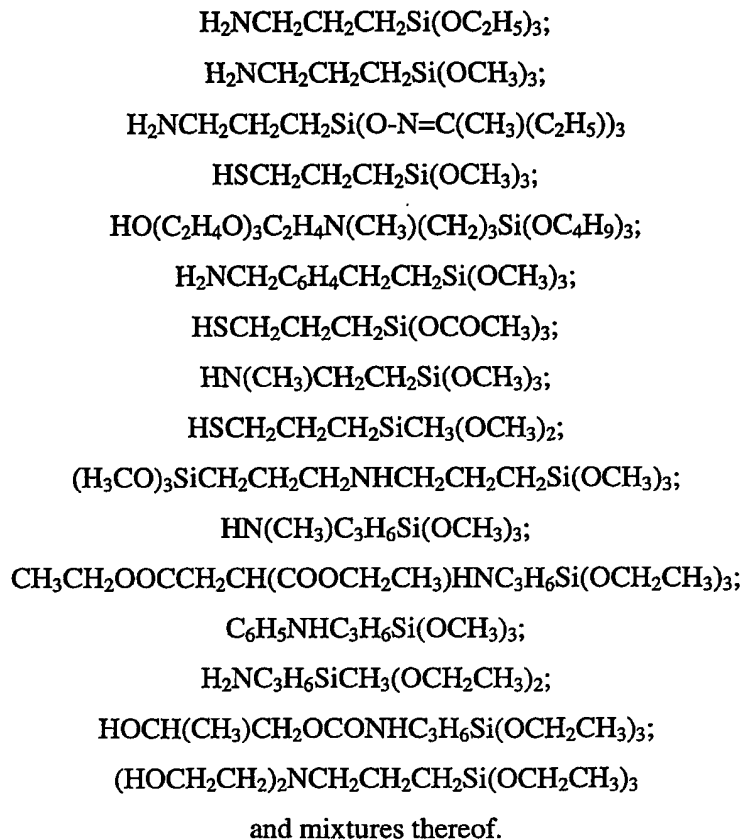 H₂NCH₂CH₂CH₂Si(OC₂H₅)₃;
H₂NCH₂CH₂CH₂Si(OCH₃)₃;
H₂NCH₂CH₂CH₂Si(O-N=C(CH₃)(C₂H₅))₃
HSCH₂CH₂CH₂Si(OCH₃)₃;
HO(C₂H₄O)₃C₂H₄N(CH₃)(CH₂)₃Si(OC₄H₉)₃;
H₂NCH₂C₆H₄CH₂CH₂Si(OCH₃)₃;
HSCH₂CH₂CH₂Si(OCOCH₃)₃;
HN(CH₃)CH₂CH₂Si(OCH₃)₃;
HSCH₂CH₂CH₂SiCH₃(OCH₃)₂;
(H₃CO)₃SiCH₂CH₂CH₂NHCH₂CH₂CH₂Si(OCH₃)₃;
HN(CH₃)C₃H₆Si(OCH₃)₃;
CH₃CH₂OOCCH₂CH(COOCH₂CH₃)HNC₃H₆Si(OCH₂CH₃)₃;
C₆H₅NHC₃H₆Si(OCH₃)₃;
H₂NC₃H₆SiCH₃(OCH₂CH₃)₂;
HOCH(CH₃)CH₂OCONHC₃H₆Si(OCH₂CH₃)₃;
(HOCH₂CH₂)₂NCH₂CH₂CH₂Si(OCH₂CH₃)₃
and mixtures thereof.